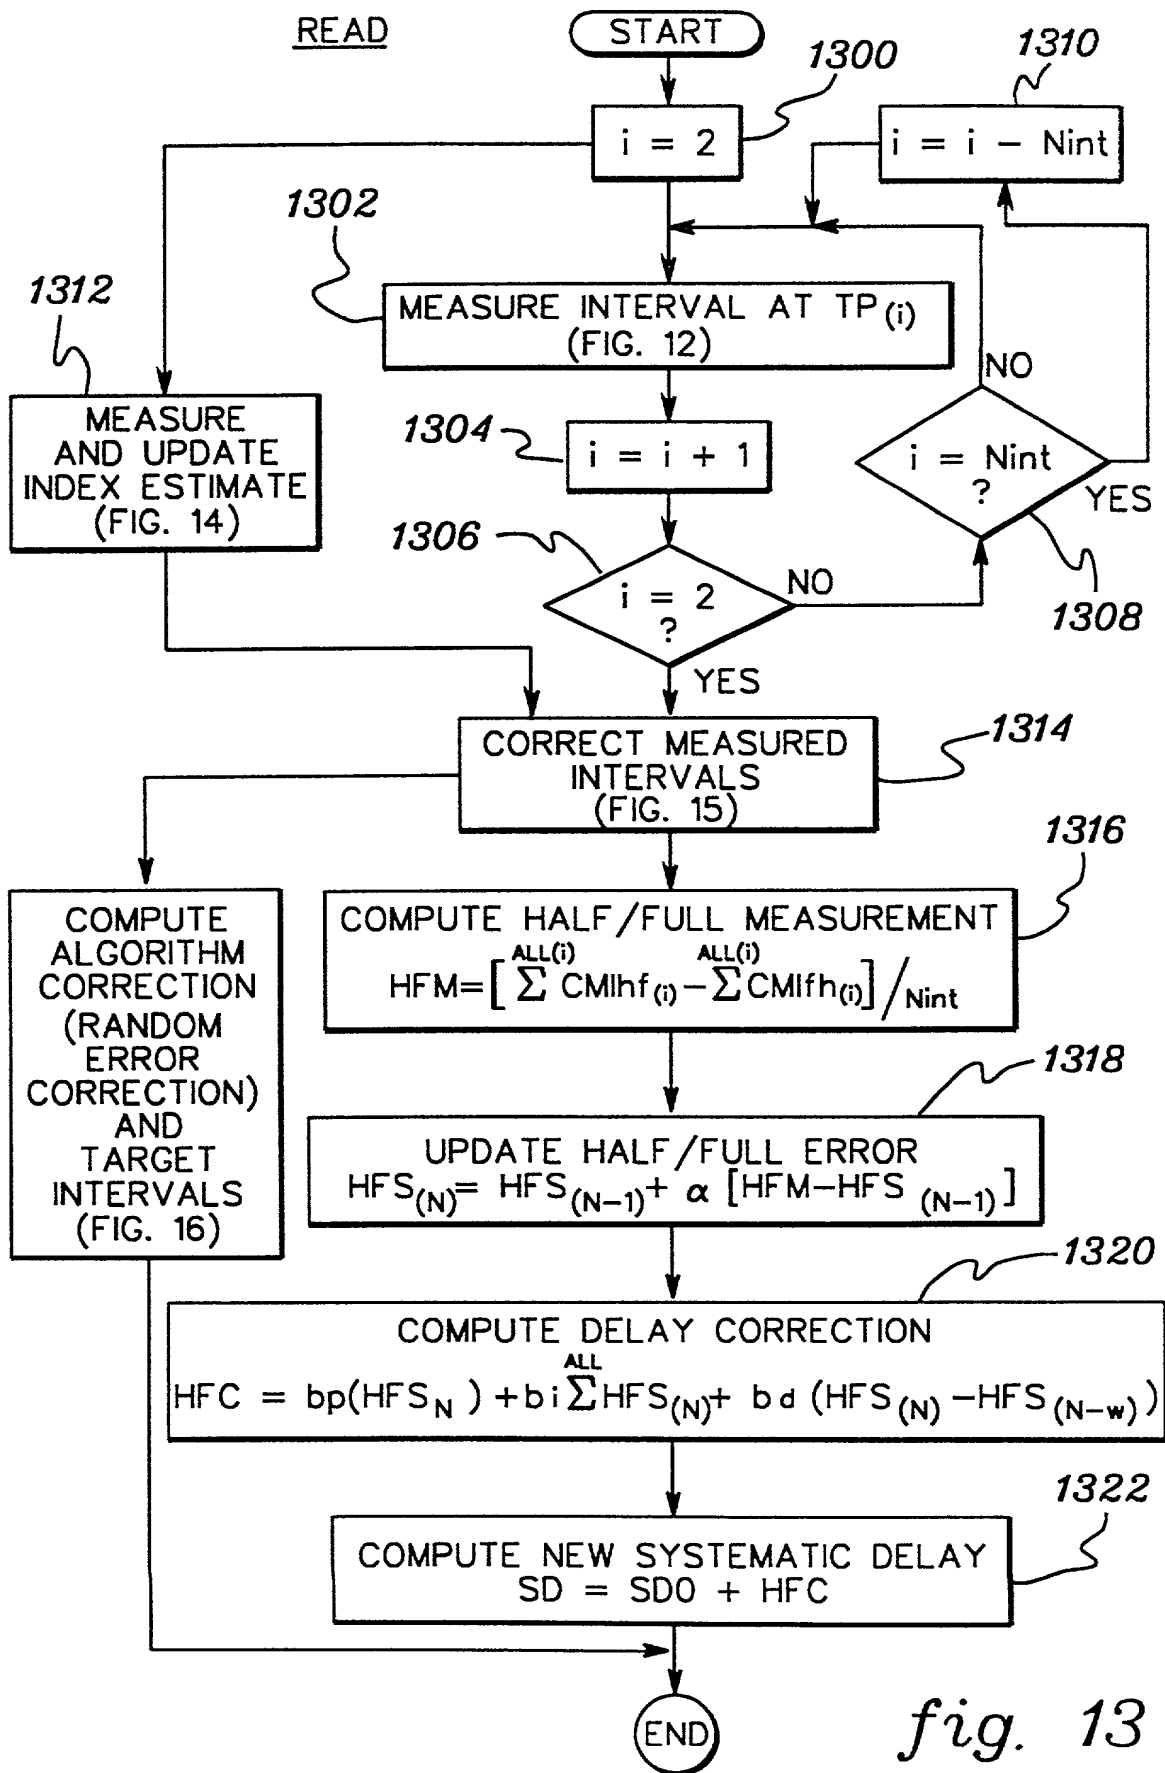 READ
START
1300
i = 2
1310
i = i − Nint
1302
MEASURE INTERVAL AT TP(i)
(FIG. 12)
1312
MEASURE
AND UPDATE
INDEX ESTIMATE
(FIG. 14)
1304
i = i + 1
NO
i = Nint
?
YES
1308
1306
i = 2
?
NO
YES
CORRECT MEASURED
INTERVALS
(FIG. 15)
1314
1316
COMPUTE HALF/FULL MEASUREMENT
ALL(i) ALL(i)
HFM=[ Σ CMIhf(i) − Σ CMIfh(i)] /Nint
COMPUTE
ALGORITHM
CORRECTION
(RANDOM
ERROR
CORRECTION)
AND
TARGET
INTERVALS
(FIG. 16)
1318
UPDATE HALF/FULL ERROR
HFS(N)= HFS(N-1)+ α [HFM−HFS (N-1)]
1320
COMPUTE DELAY CORRECTION
ALL
HFC = bp(HFSN ) + bi Σ HFS(N)+ bd (HFS(N) −HFS(N-w))
1322
COMPUTE NEW SYSTEMATIC DELAY
SD = SD0 + HFC
END
fig. 13